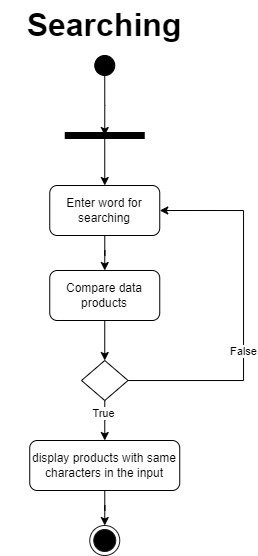 Searching
Enter word for
searching
Compare data
products
False
True
display products with same
characters in the input